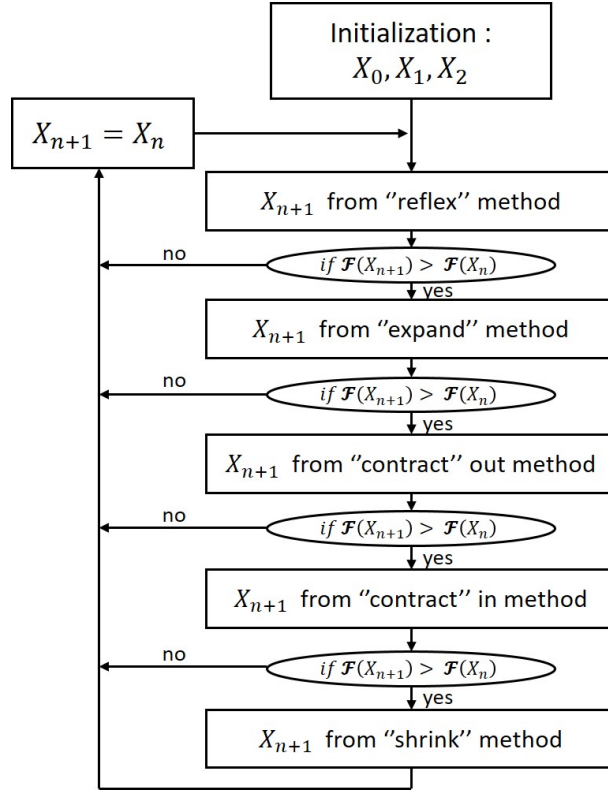 Initialization :
X₀, X₁, X₂
Xₙ₊₁ = Xₙ
Xₙ₊₁ from ‘‘reflex’’ method
no
if 𝓕(Xₙ₊₁) > 𝓕(Xₙ)
yes
Xₙ₊₁ from ‘‘expand’’ method
no
if 𝓕(Xₙ₊₁) > 𝓕(Xₙ)
yes
Xₙ₊₁ from ‘‘contract’’ out method
no
if 𝓕(Xₙ₊₁) > 𝓕(Xₙ)
yes
Xₙ₊₁ from ‘‘contract’’ in method
no
if 𝓕(Xₙ₊₁) > 𝓕(Xₙ)
yes
Xₙ₊₁ from ‘‘shrink’’ method